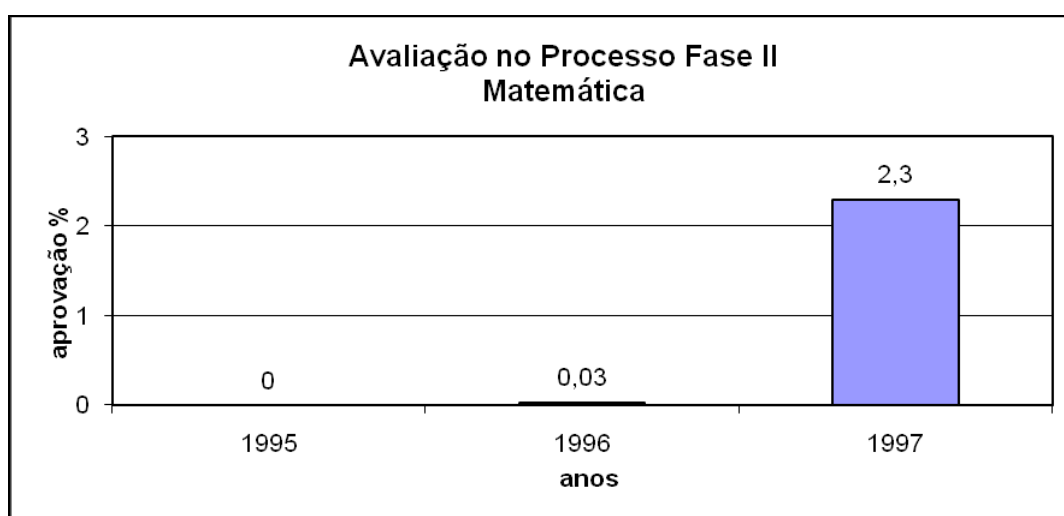 Avaliação no Processo Fase II
Matemática
aprovação %
3
2
1
0
0
0,03
2,3
1995
1996
1997
anos